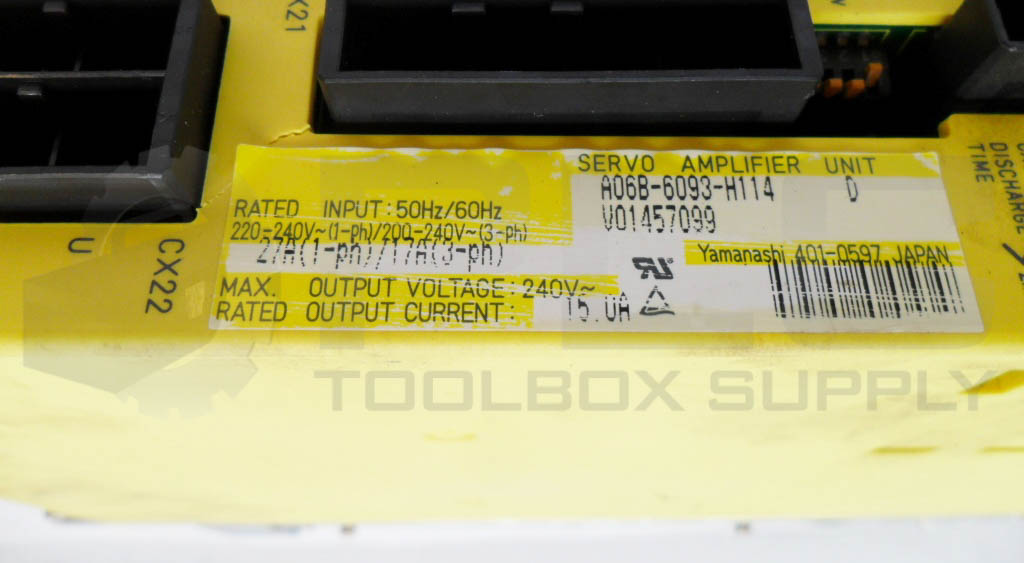 CX21
SERVO AMPLIFIER UNIT
A06B-6093-H114 D
V01457099
RATED INPUT:50Hz/60Hz
220-240V~(1-ph)/200-240V~(3-ph)
27A(1-ph)/17A(3-ph)
Yamanashi 401-0597 JAPAN
MAX. OUTPUT VOLTAGE:240V~
RATED OUTPUT CURRENT: 15.0A
U
CX22
DISCHARGE
TIME
TOOLBOX SUPPLY